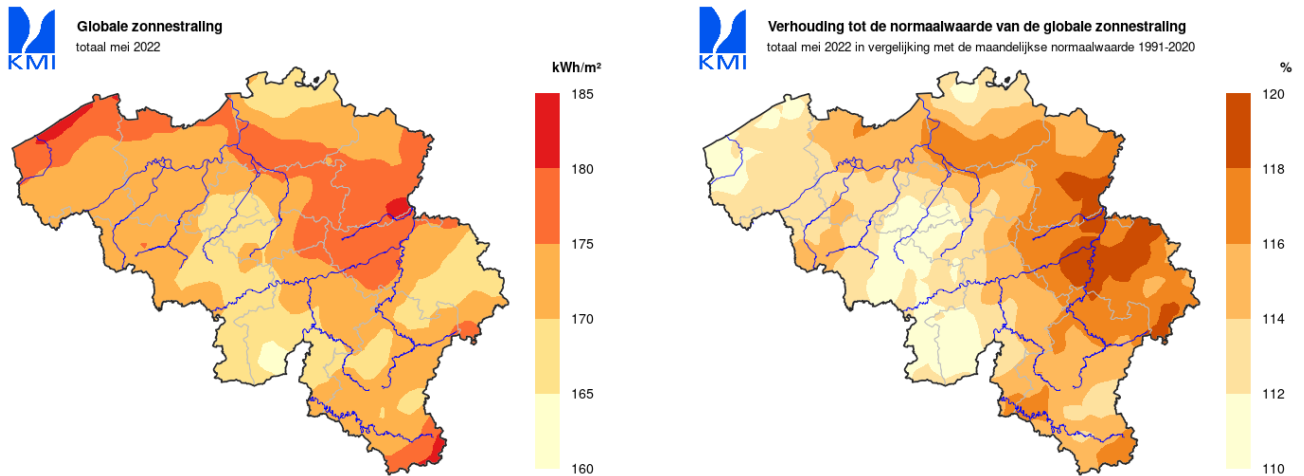 Globale zonnestraling
totaal mei 2022
KMI
kWh/m²
185
180
175
170
165
160
Verhouding tot de normaalwaarde van de globale zonnestraling
totaal mei 2022 in vergelijking met de maandelijkse normaalwaarde 1991-2020
KMI
%
120
118
116
114
112
110